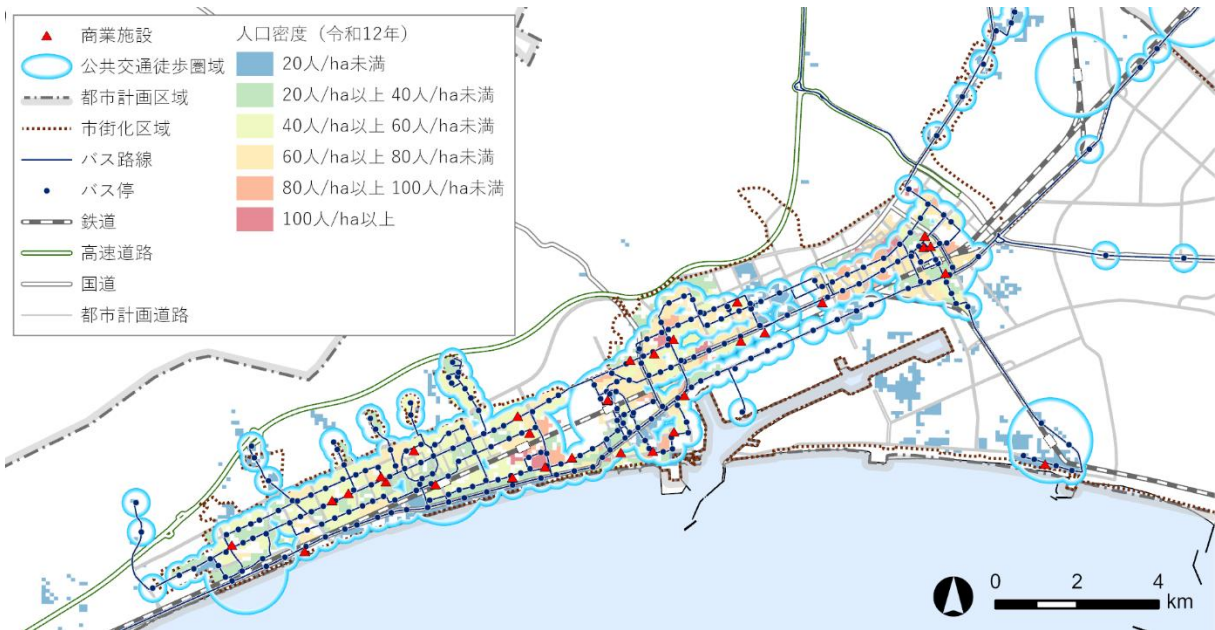 商業施設
公共交通徒歩圏域
都市計画区域
市街化区域
バス路線
バス停
鉄道
高速道路
国道
都市計画道路
人口密度（令和12年）
20人/ha未満
20人/ha以上 40人/ha未満
40人/ha以上 60人/ha未満
60人/ha以上 80人/ha未満
80人/ha以上 100人/ha未満
100人/ha以上
0 2 4
km